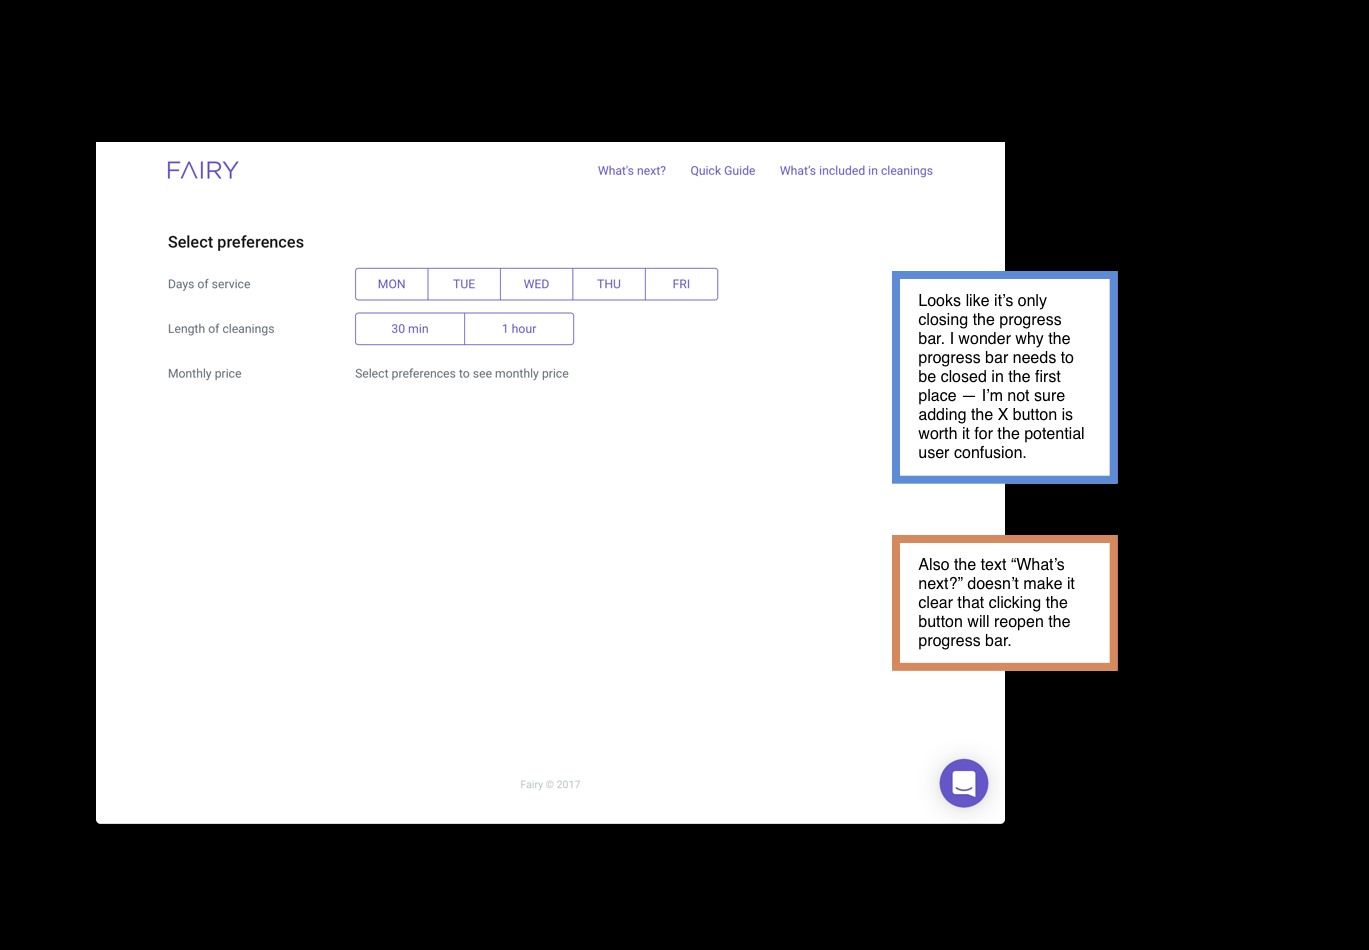 FAIRY
What's next? Quick Guide What's included in cleanings
Select preferences
Days of service MON TUE WED THU FRI
Length of cleanings 30 min 1 hour
Monthly price Select preferences to see monthly price
Looks like it’s only
closing the progress
bar. I wonder why the
progress bar needs to
be closed in the first
place — I’m not sure
adding the X button is
worth it for the potential
user confusion.
Also the text “What’s
next?” doesn’t make it
clear that clicking the
button will reopen the
progress bar.
Fairy © 2017